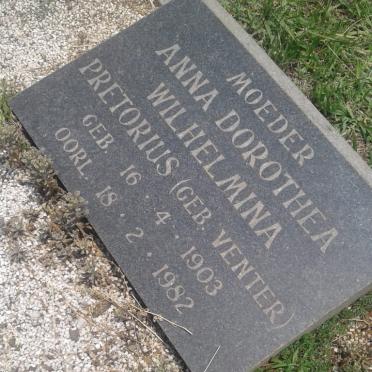 MOEDER
ANNA DOROTHEA
WILHELMINA
PRETORIUS (GEB. VENTER)
GEB. 16 . 4 . 1903
OORL. 18 . 2 . 1982